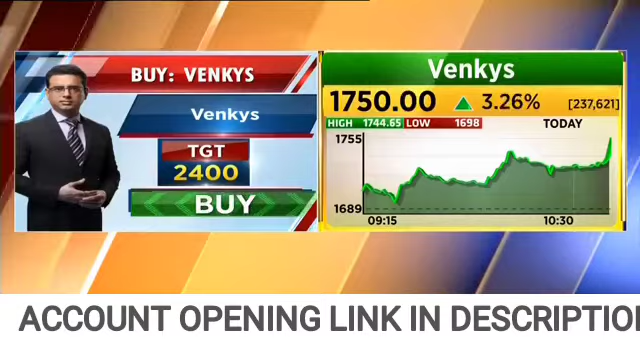 BUY: VENKYS
Venkys
TGT
2400
BUY
Venkys
1750.00 ▲ 3.26% [237,621]
HIGH 1744.65 LOW 1698 TODAY
1755
1689
09:15 10:30
ACCOUNT OPENING LINK IN DESCRIPTIO